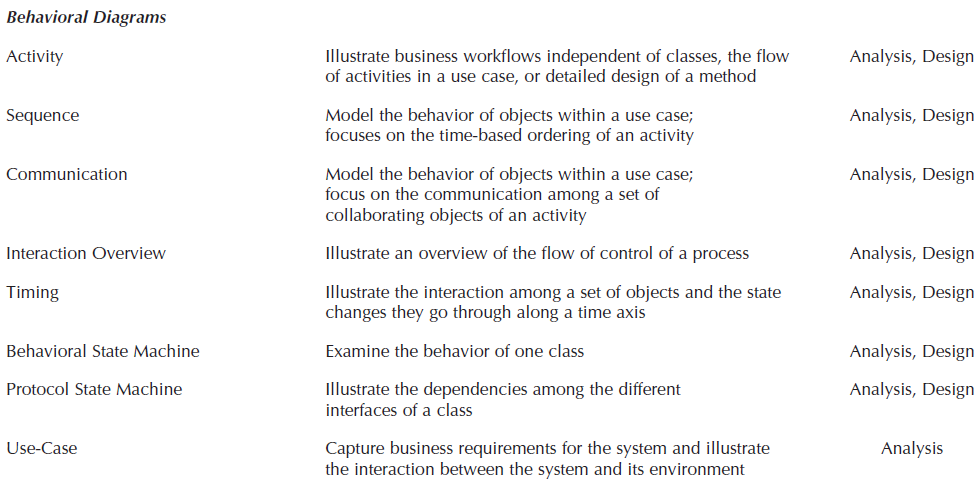 Behavioral Diagrams
Activity Illustrate business workflows independent of classes, the flow Analysis, Design
of activities in a use case, or detailed design of a method
Sequence Model the behavior of objects within a use case; Analysis, Design
focuses on the time-based ordering of an activity
Communication Model the behavior of objects within a use case; Analysis, Design
focus on the communication among a set of
collaborating objects of an activity
Interaction Overview Illustrate an overview of the flow of control of a process Analysis, Design
Timing Illustrate the interaction among a set of objects and the state Analysis, Design
changes they go through along a time axis
Behavioral State Machine Examine the behavior of one class Analysis, Design
Protocol State Machine Illustrate the dependencies among the different Analysis, Design
interfaces of a class
Use-Case Capture business requirements for the system and illustrate Analysis
the interaction between the system and its environment